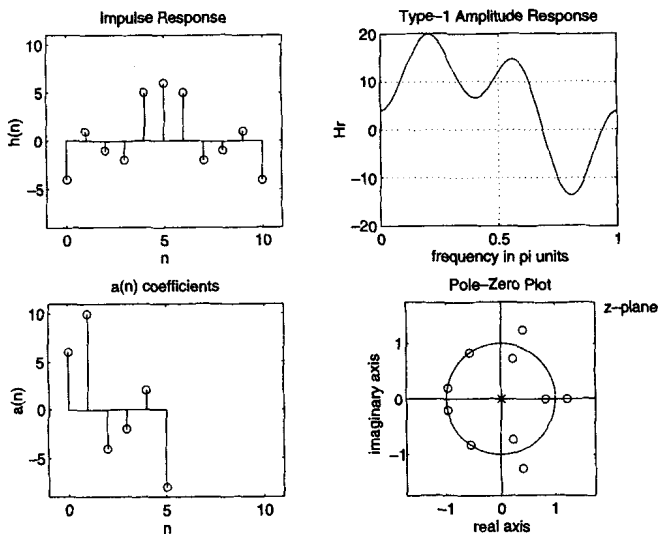 Impulse Response
10
5
0
-5
h(n)
0
5
10
n
Type-1 Amplitude Response
20
10
0
-10
-20
Hr
0
0.5
1
frequency in pi units
a(n) coefficients
10
5
0
-5
a(n)
0
5
10
n
Pole-Zero Plot
z-plane
1
0
-1
imaginary axis
-1
0
1
real axis